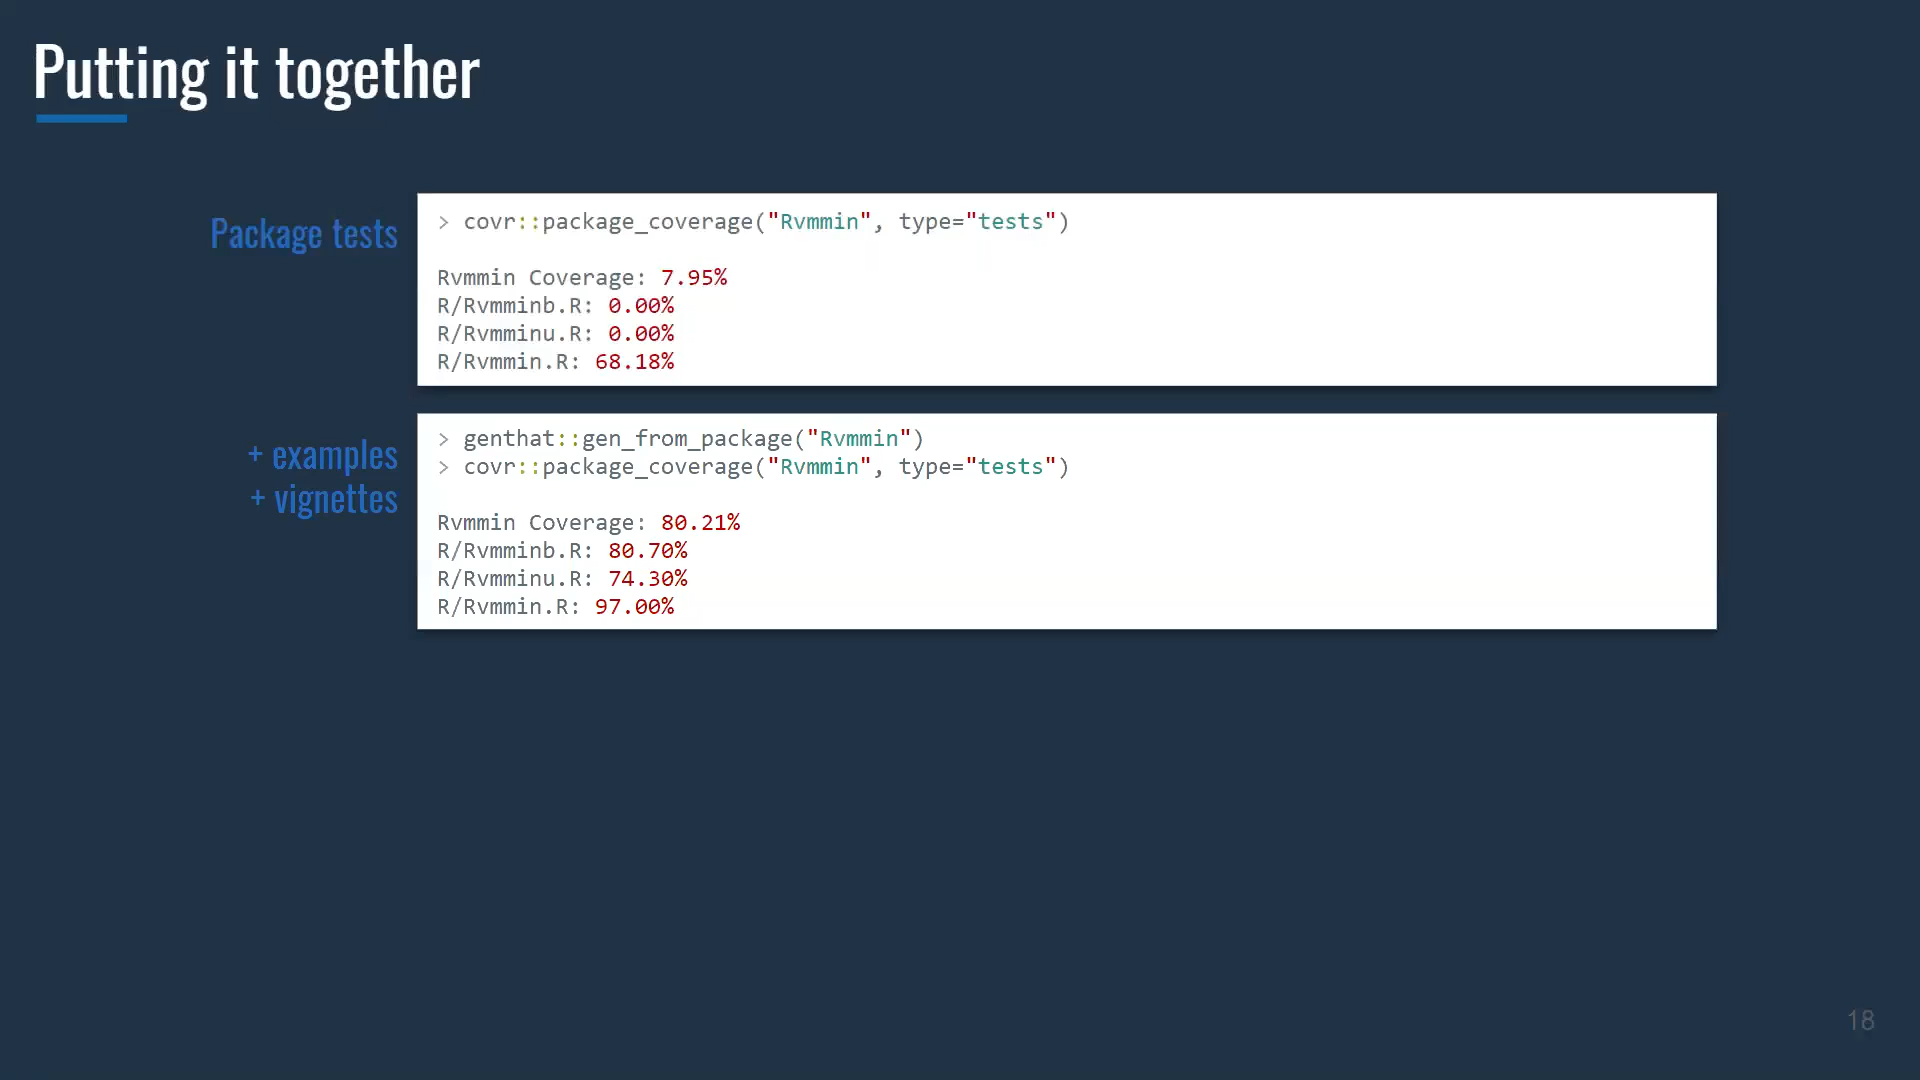 Putting it together
Package tests
> covr::package_coverage("Rvmmin", type="tests")
Rvmmin Coverage: 7.95%
R/Rvmminb.R: 0.00%
R/Rvmminu.R: 0.00%
R/Rvmmin.R: 68.18%
+ examples
+ vignettes
> genthat::gen_from_package("Rvmmin")
> covr::package_coverage("Rvmmin", type="tests")
Rvmmin Coverage: 80.21%
R/Rvmminb.R: 80.70%
R/Rvmminu.R: 74.30%
R/Rvmmin.R: 97.00%
18